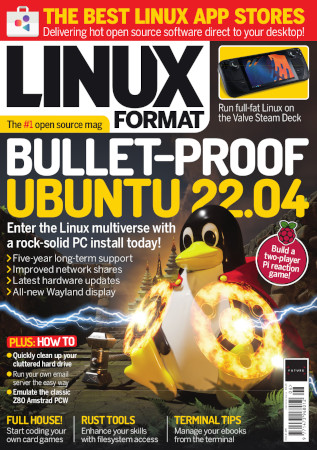 THE BEST LINUX APP STORES
Delivering hot open source software direct to your desktop!
LINUX
FORMAT
The #1 open source mag
Run full-fat Linux on
the Valve Steam Deck
BULLET-PROOF
UBUNTU 22.04
Enter the Linux multiverse with
a rock-solid PC install today!
Five-year long-term support
Improved network shares
Latest hardware updates
All-new Wayland display
Build a
two-player
Pi reaction
game!
PLUS: HOW TO
Quickly clean up your
cluttered hard drive
Run your own email
server the easy way
Emulate the classic
Z80 Amstrad PCW
FUTURE
FULL HOUSE!
Start coding your
own card games
RUST TOOLS
Enhance your skills
with filesystem access
TERMINAL TIPS
Manage your ebooks
from the terminal